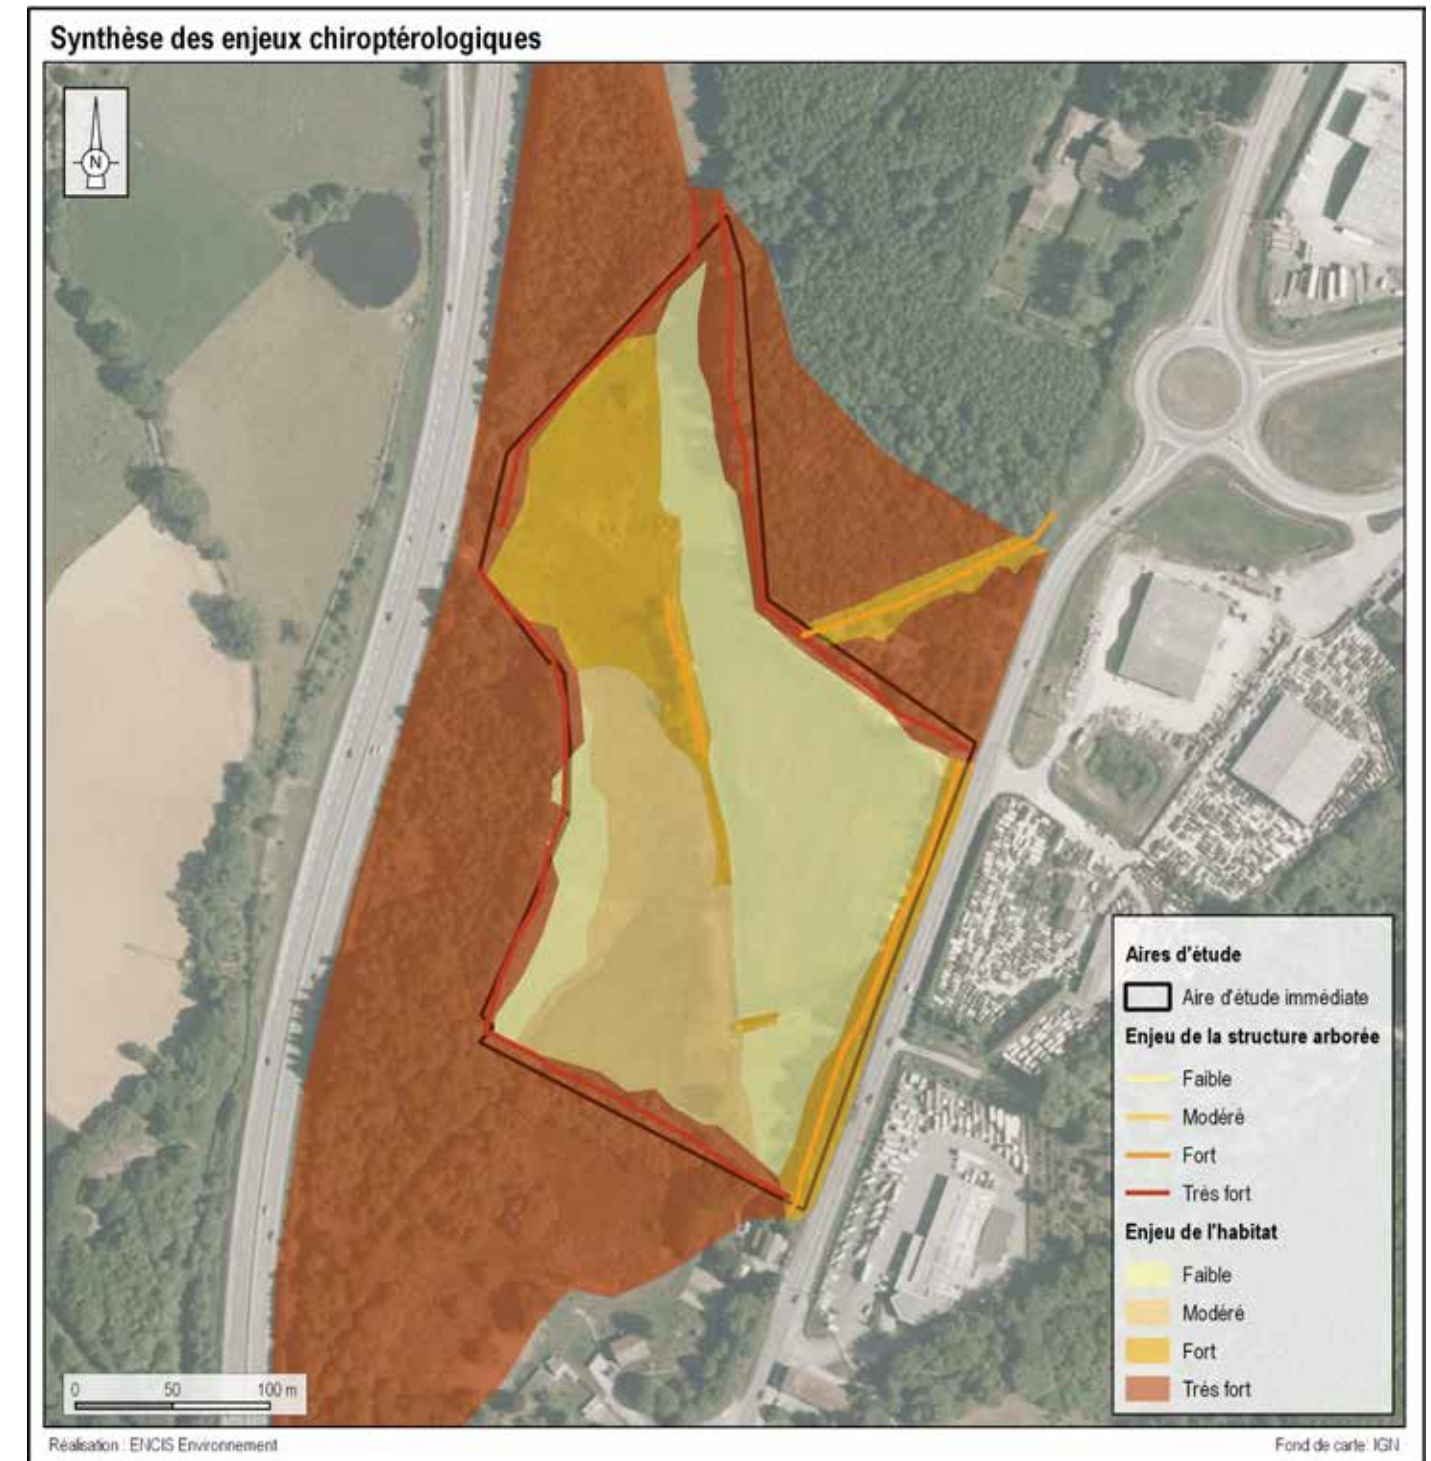 Synthèse des enjeux chiroptérologiques
N
Aires d'étude
Aire d'étude immédiate
Enjeu de la structure arborée
Faible
Modéré
Fort
Très fort
Enjeu de l'habitat
Faible
Modéré
Fort
Très fort
0 50 100 m
Réalisation : ENCIS Environnement
Fond de carte: IGN